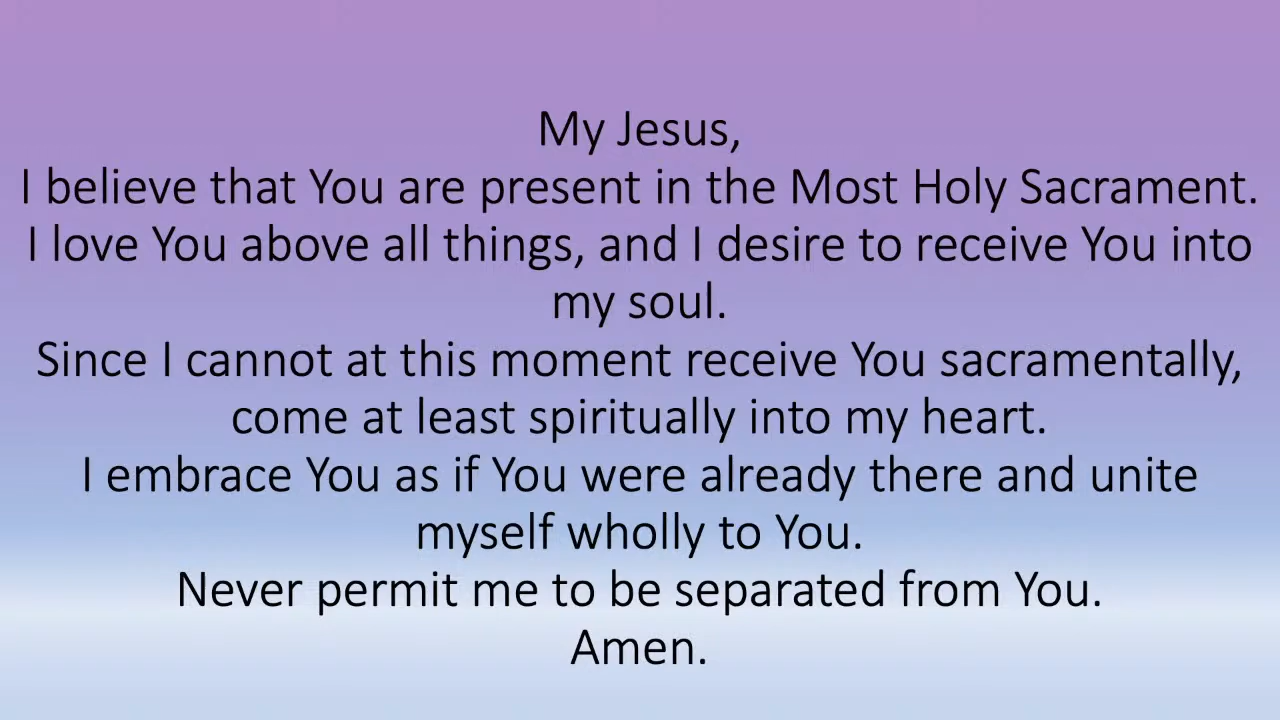 My Jesus,
I believe that You are present in the Most Holy Sacrament.
I love You above all things, and I desire to receive You into
my soul.
Since I cannot at this moment receive You sacramentally,
come at least spiritually into my heart.
I embrace You as if You were already there and unite
myself wholly to You.
Never permit me to be separated from You.
Amen.